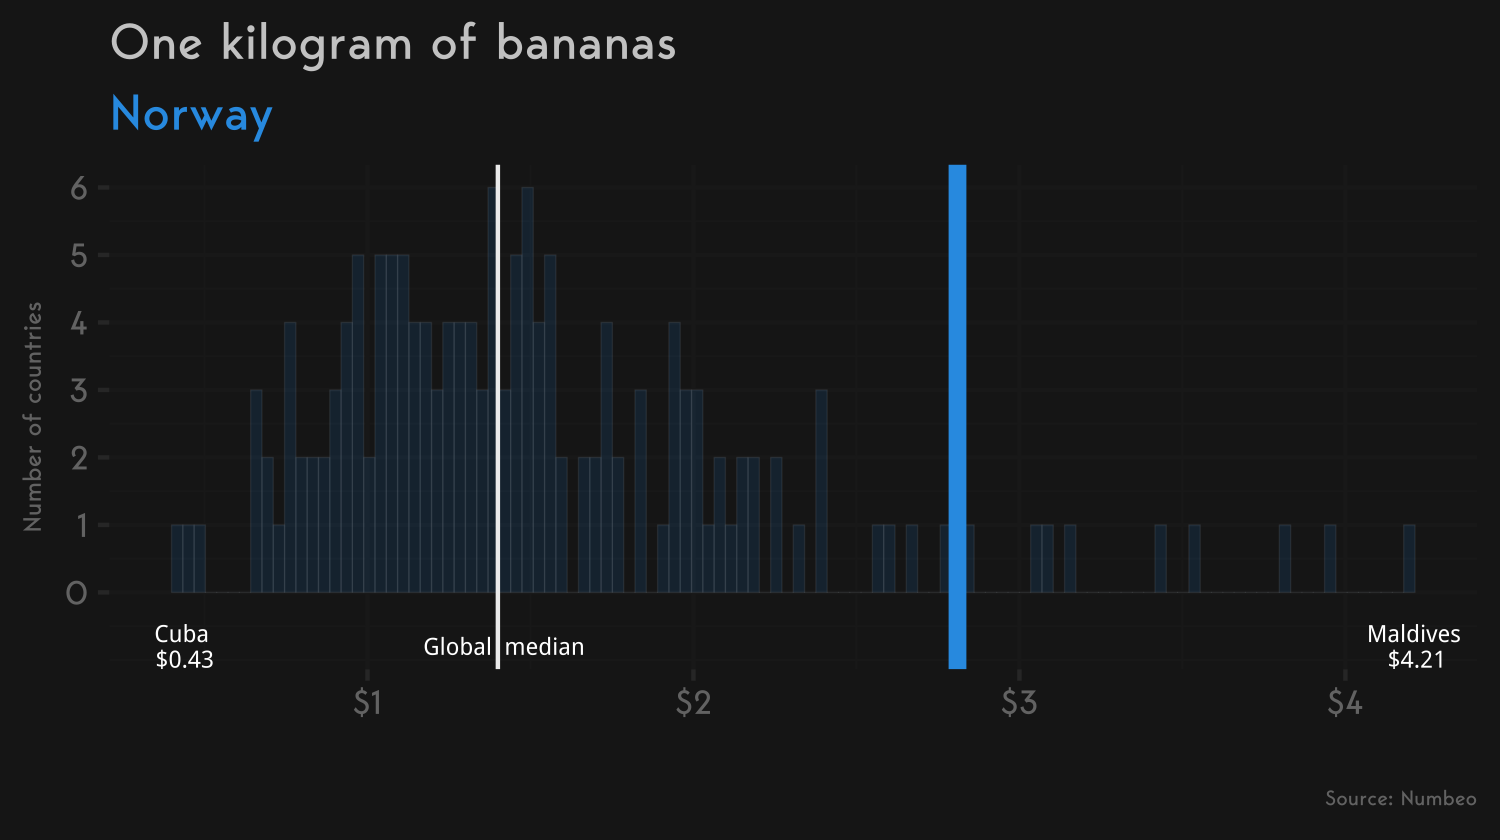 One kilogram of bananas
Norway
Number of countries
6
5
4
3
2
1
0
Cuba
$0.43
Global median
Maldives
$4.21
$1 $2 $3 $4
Source: Numbeo